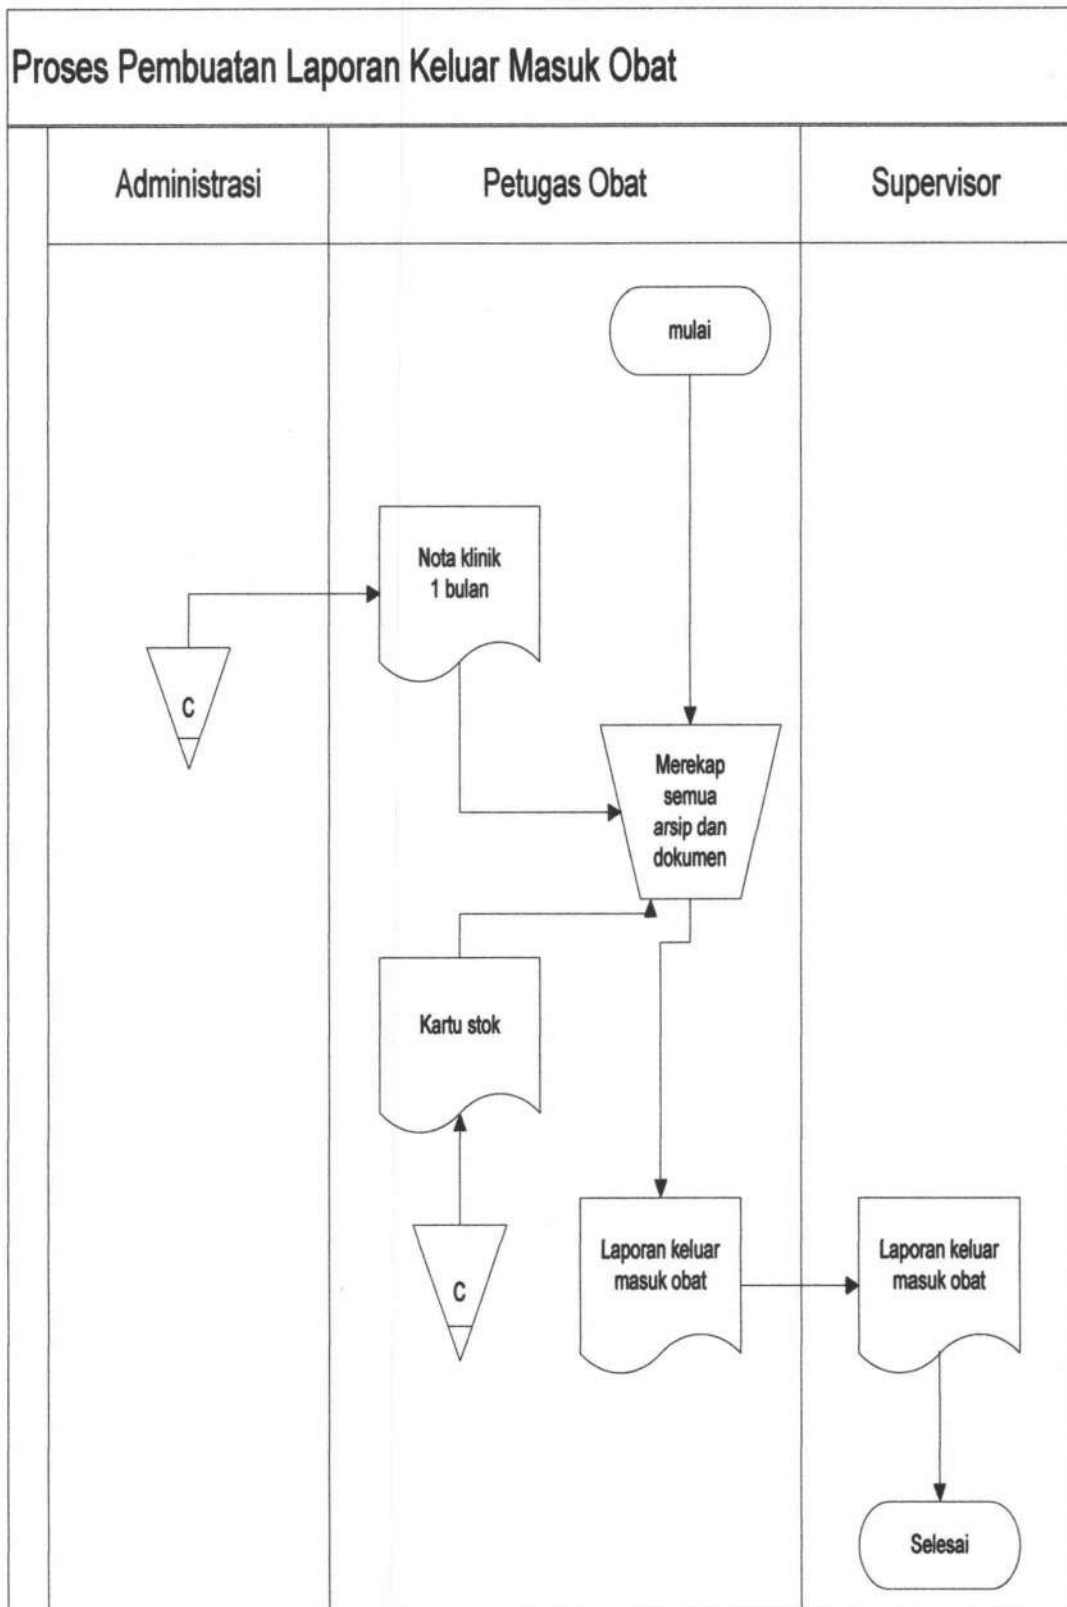 Proses Pembuatan Laporan Keluar Masuk Obat
Administrasi
Petugas Obat
Supervisor
mulai
Nota klinik
1 bulan
C
Merekap
semua
arsip dan
dokumen
Kartu stok
C
Laporan keluar
masuk obat
Laporan keluar
masuk obat
Selesai